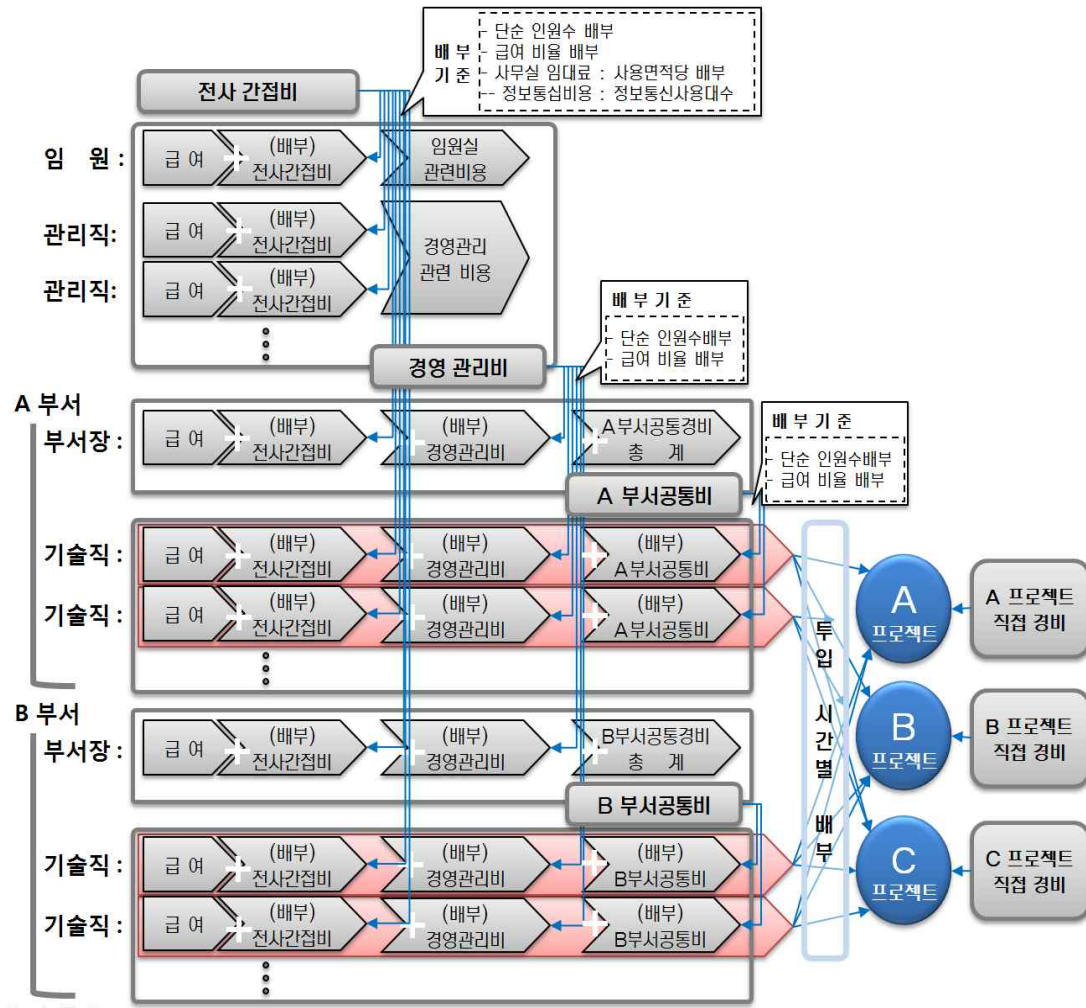 배 부
기 준
- 단순 인원수 배부
- 급여 비율 배부
- 사무실 임대료 : 사용면적당 배부
-- 정보통십비용 : 정보통신사용대수
전사 간접비
임 원 :
급 여
(배부)
전사간접비
임원실
관련비용
관리직:
급 여
(배부)
전사간접비
경영관리
관련 비용
관리직:
급 여
(배부)
전사간접비
배 부 기 준
- 단순 인원수배부
- 급여 비율 배부
경영 관리비
A 부서
부서장 :
급 여
(배부)
전사간접비
(배부)
경영관리비
A부서공통경비
총 계
배 부 기 준
- 단순 인원수배부
- 급여 비율 배부
A 부서공통비
기술직 :
급 여
(배부)
전사간접비
(배부)
경영관리비
(배부)
A부서공통비
기술직 :
급 여
(배부)
전사간접비
(배부)
경영관리비
(배부)
A부서공통비
B 부서
부서장 :
급 여
(배부)
전사간접비
(배부)
경영관리비
B부서공통경비
총 계
B 부서공통비
기술직 :
급 여
(배부)
전사간접비
(배부)
경영관리비
(배부)
B부서공통비
기술직 :
급 여
(배부)
전사간접비
(배부)
경영관리비
(배부)
B부서공통비
투입
시간별
배부
A
프로젝트
A 프로젝트
직접 경비
B
프로젝트
B 프로젝트
직접 경비
C
프로젝트
C 프로젝트
직접 경비